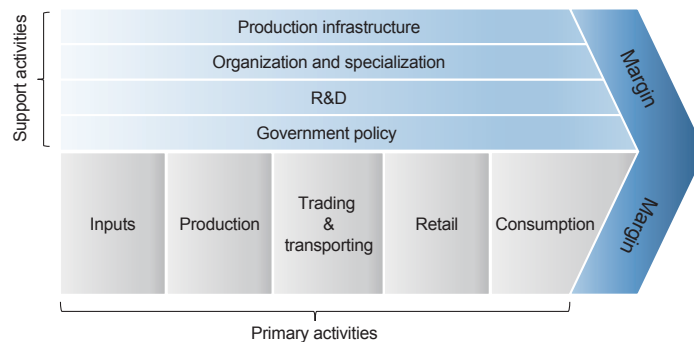 Support activities
Production infrastructure
Organization and specialization
R&D
Government policy
Margin
Inputs
Production
Trading
&
transporting
Retail
Consumption
Margin
Primary activities